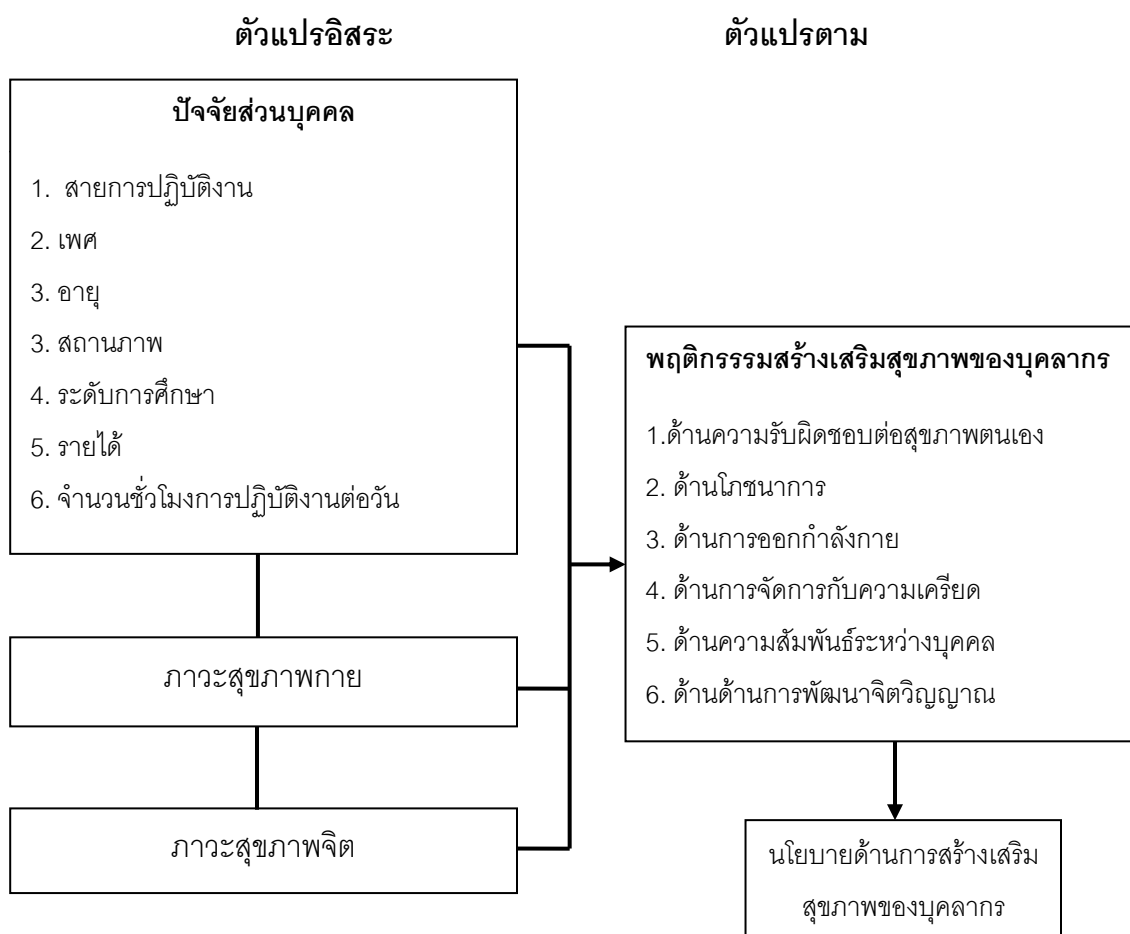 ตัวแปรอิสระ
ตัวแปรตาม
ปัจจัยส่วนบุคคล
1. สายการปฏิบัติงาน
2. เพศ
3. อายุ
3. สถานภาพ
4. ระดับการศึกษา
5. รายได้
6. จำนวนชั่วโมงการปฏิบัติงานต่อวัน
ภาวะสุขภาพกาย
ภาวะสุขภาพจิต
พฤติกรรรมสร้างเสริมสุขภาพของบุคลากร
1.ด้านความรับผิดชอบต่อสุขภาพตนเอง
2. ด้านโภชนาการ
3. ด้านการออกกำลังกาย
4. ด้านการจัดการกับความเครียด
5. ด้านความสัมพันธ์ระหว่างบุคคล
6. ด้านด้านการพัฒนาจิตวิญญาณ
นโยบายด้านการสร้างเสริม
สุขภาพของบุคลากร